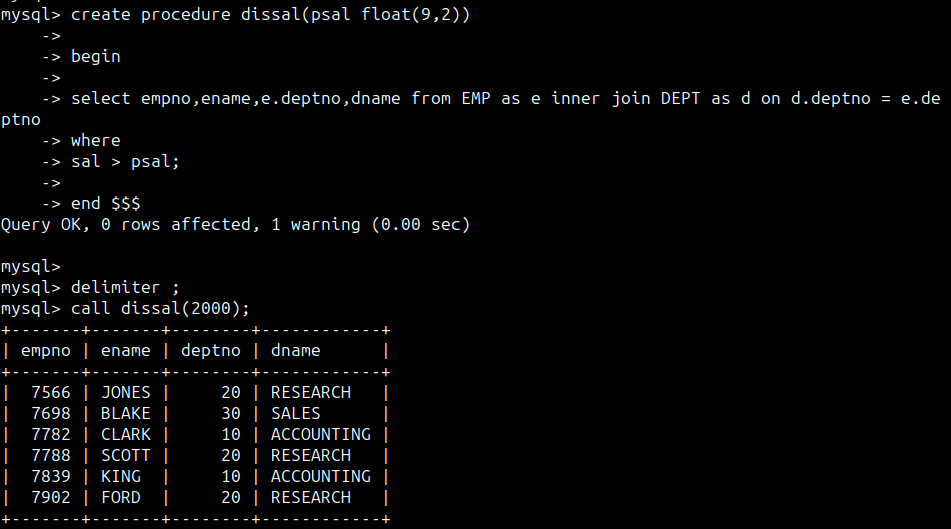 mysql> create procedure dissal(psal float(9,2))
    ->
    -> begin
    ->
    -> select empno,ename,e.deptno,dname from EMP as e inner join DEPT as d on d.deptno = e.de
ptno
    -> where
    -> sal > psal;
    ->
    -> end $$$
Query OK, 0 rows affected, 1 warning (0.00 sec)

mysql>
mysql> delimiter ;
mysql> call dissal(2000);
+-------+-------+--------+------------+
| empno | ename | deptno | dname      |
+-------+-------+--------+------------+
|  7566 | JONES |     20 | RESEARCH   |
|  7698 | BLAKE |     30 | SALES      |
|  7782 | CLARK |     10 | ACCOUNTING |
|  7788 | SCOTT |     20 | RESEARCH   |
|  7839 | KING  |     10 | ACCOUNTING |
|  7902 | FORD  |     20 | RESEARCH   |
+-------+-------+--------+------------+